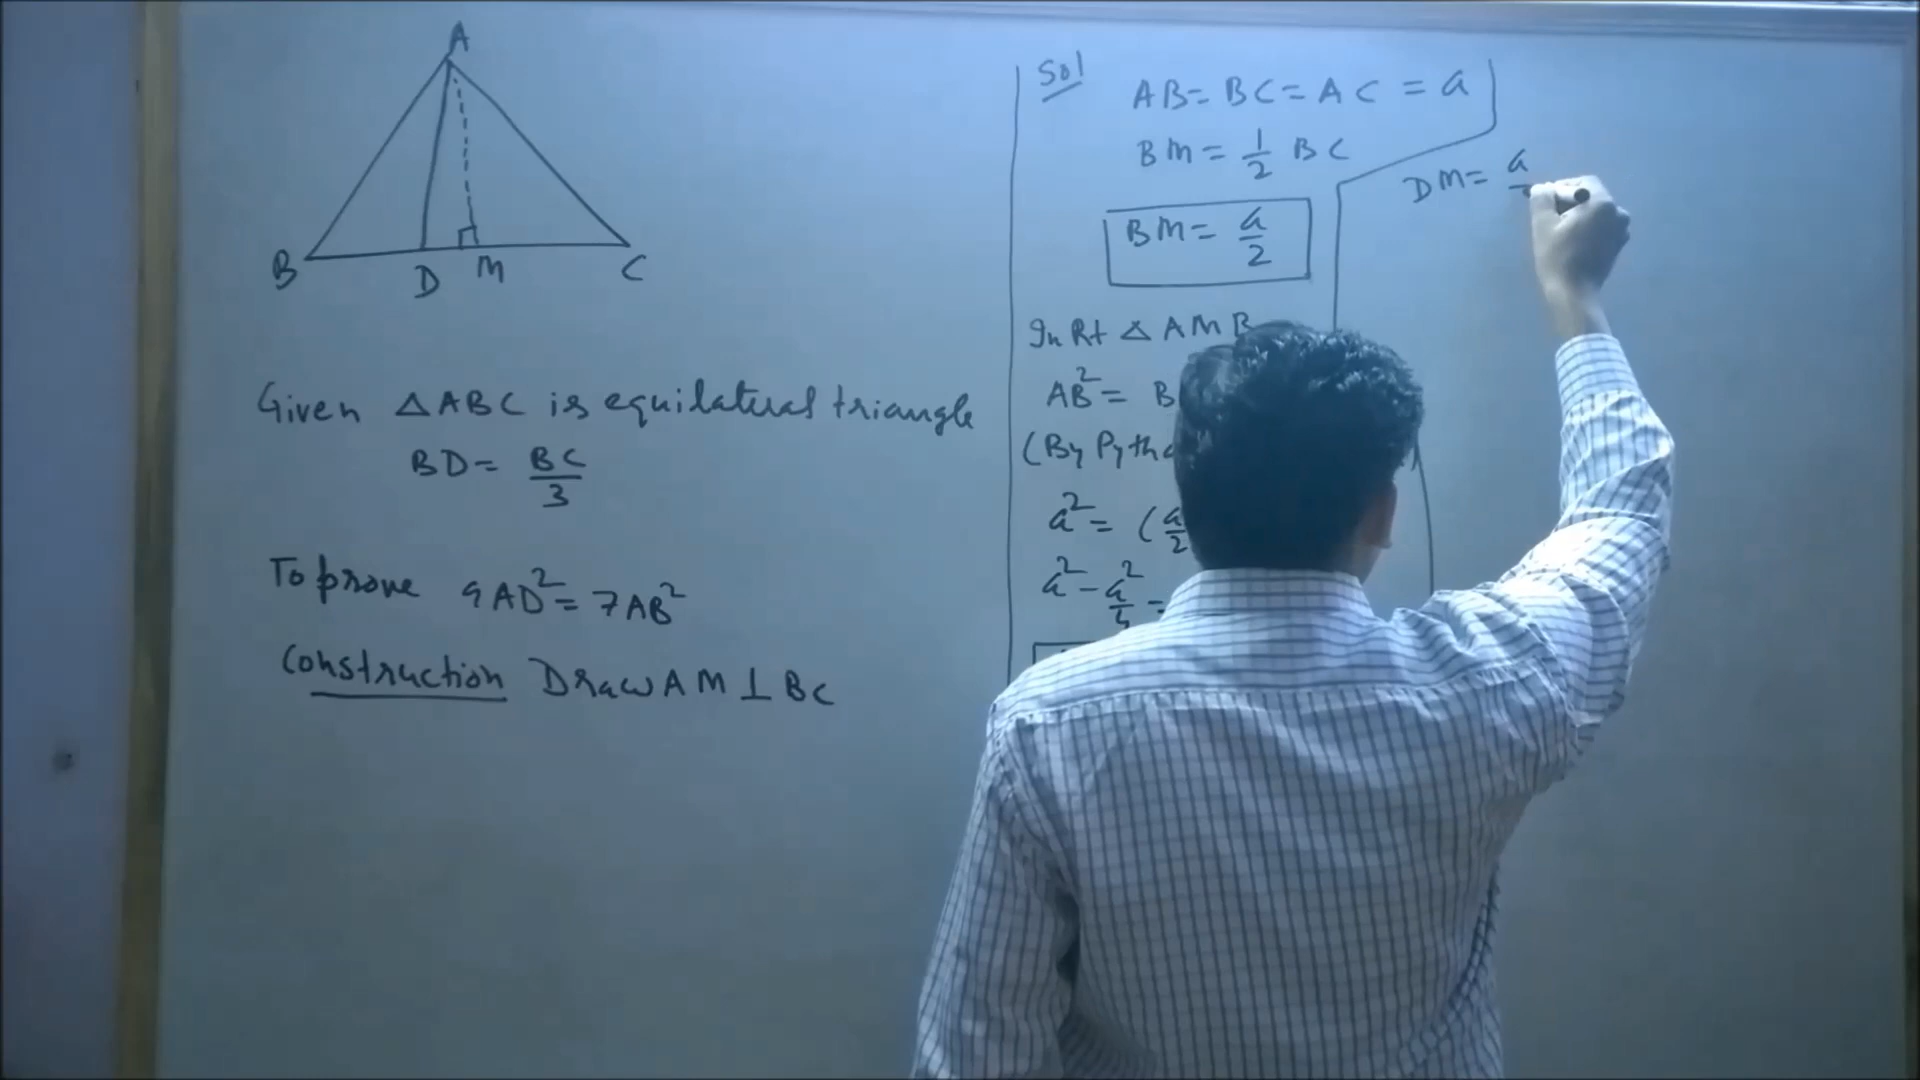 A
B D M C
Given △ABC is equilateral triangle
BD = BC/3
To prove 9AD² = 7AB²
Construction Draw AM ⊥ BC
Sol
AB = BC = AC = a
BM = 1/2 BC
BM = a/2
In Rt △ AMB
AB² = B
(By Pytha
a² = (a/2
a² - a²/4 =
DM = a